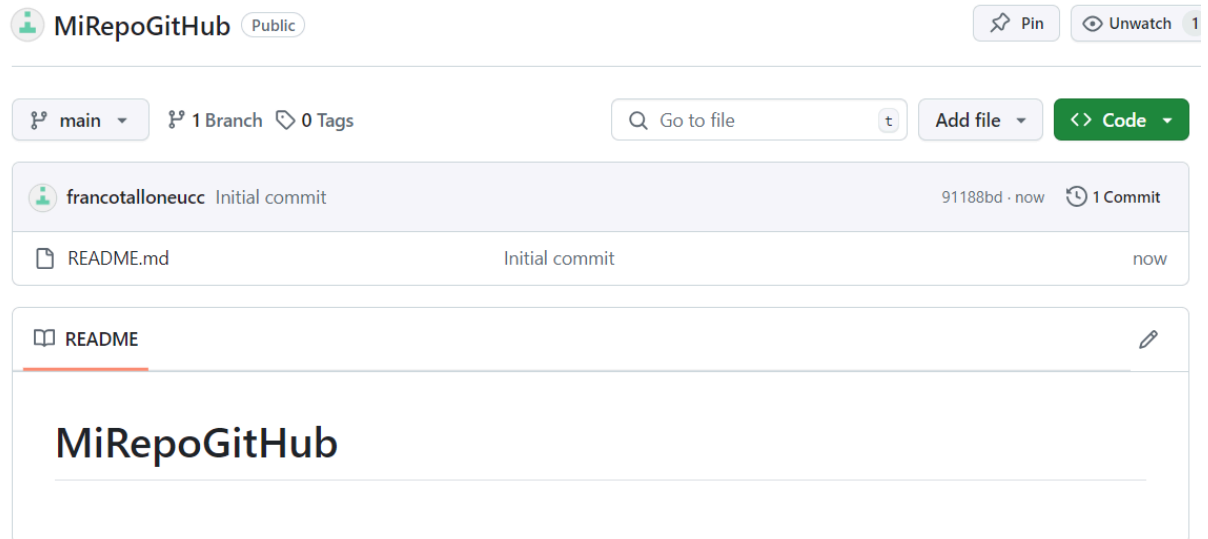 MiRepoGitHub Public Pin Unwatch 1
main 1 Branch 0 Tags Go to file t Add file Code
francotalloneucc Initial commit 91188bd · now 1 Commit
README.md Initial commit now
README
MiRepoGitHub